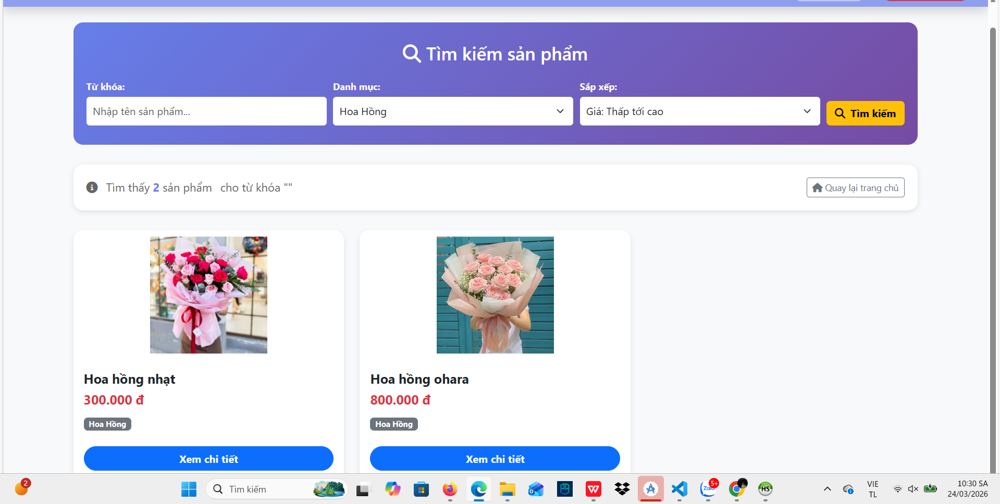 Tìm kiếm sản phẩm
Từ khóa:
Danh mục:
Sắp xếp:
Nhập tên sản phẩm...
Hoa Hồng
Giá: Thấp tới cao
Tìm kiếm
Tìm thấy 2 sản phẩm cho từ khóa ""
Quay lại trang chủ
Hoa hồng nhạt
300.000 đ
Hoa Hồng
Xem chi tiết
Hoa hồng ohara
800.000 đ
Hoa Hồng
Xem chi tiết
2
Tìm kiếm
Zalo
5+
HS
VIE
TL
10:30 SA
24/03/2026